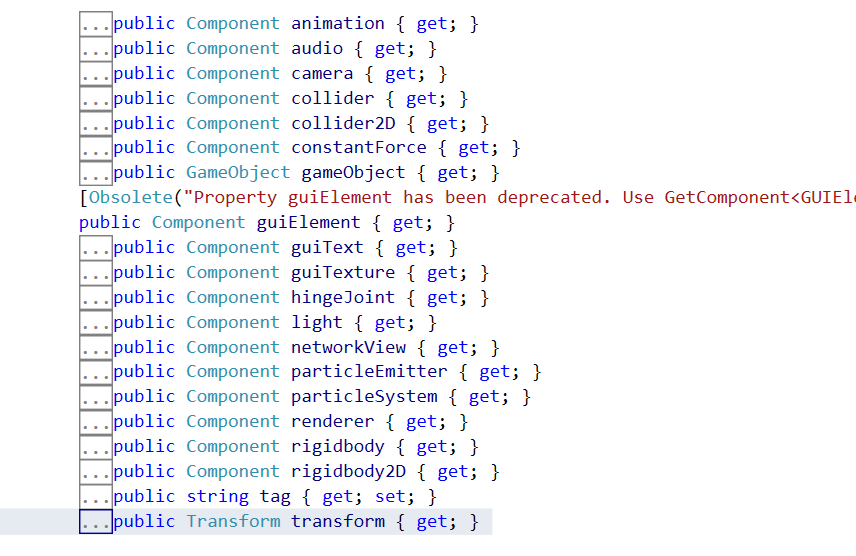 ...public Component animation { get; }
...public Component audio { get; }
...public Component camera { get; }
...public Component collider { get; }
...public Component collider2D { get; }
...public Component constantForce { get; }
...public GameObject gameObject { get; }
[Obsolete("Property guiElement has been deprecated. Use GetComponent<GUIEle
public Component guiElement { get; }
...public Component guiText { get; }
...public Component guiTexture { get; }
...public Component hingeJoint { get; }
...public Component light { get; }
...public Component networkView { get; }
...public Component particleEmitter { get; }
...public Component particleSystem { get; }
...public Component renderer { get; }
...public Component rigidbody { get; }
...public Component rigidbody2D { get; }
...public string tag { get; set; }
...public Transform transform { get; }